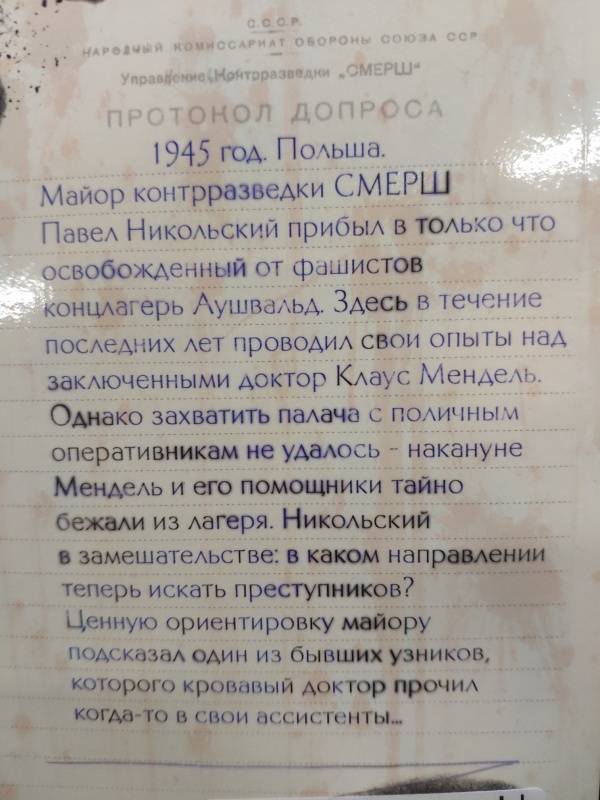 С.С.С.Р.
НАРОДНЫЙ КОМИССАРИАТ ОБОРОНЫ СОЮЗА ССР
Управление Контрразведки „СМЕРШ“
ПРОТОКОЛ ДОПРОСА
1945 год. Польша.
Майор контрразведки СМЕРШ
Павел Никольский прибыл в только что
освобожденный от фашистов
концлагерь Аушвальд. Здесь в течение
последних лет проводил свои опыты над
заключенными доктор Клаус Мендель.
Однако захватить палача с поличным
оперативникам не удалось - накануне
Мендель и его помощники тайно
бежали из лагеря. Никольский
в замешательстве: в каком направлении
теперь искать преступников?
Ценную ориентировку майору
подсказал один из бывших узников,
которого кровавый доктор прочил
когда-то в свои ассистенты...